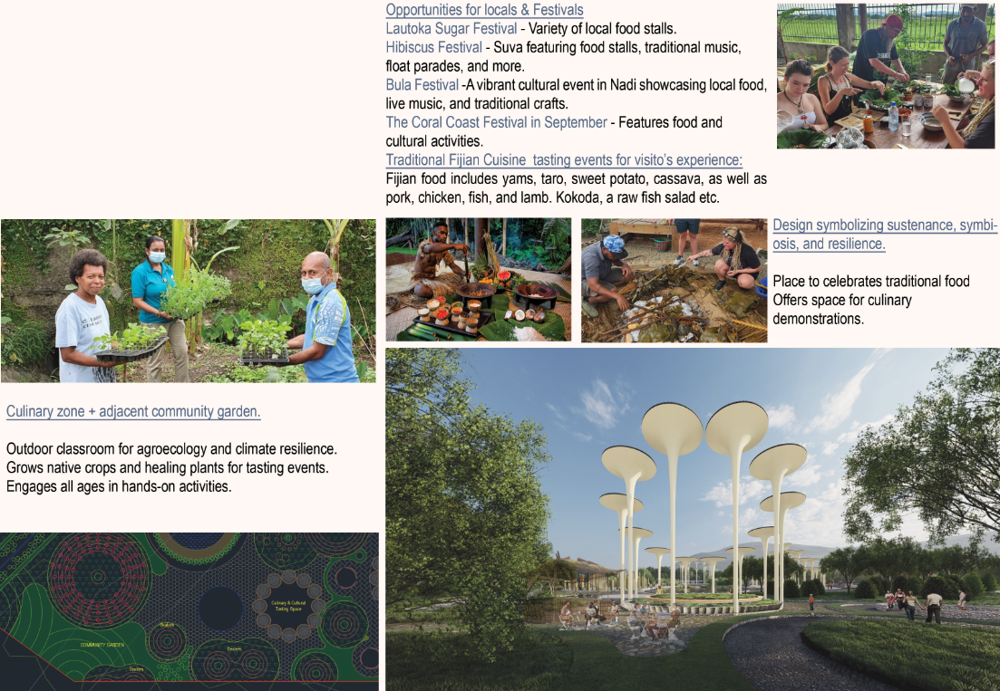 Opportunities for locals & Festivals
Lautoka Sugar Festival - Variety of local food stalls.
Hibiscus Festival - Suva featuring food stalls, traditional music,
float parades, and more.
Bula Festival -A vibrant cultural event in Nadi showcasing local food,
live music, and traditional crafts.
The Coral Coast Festival in September - Features food and
cultural activities.
Traditional Fijian Cuisine tasting events for visito's experience:
Fijian food includes yams, taro, sweet potato, cassava, as well as
pork, chicken, fish, and lamb. Kokoda, a raw fish salad etc.
Design symbolizing sustenance, symbi-
osis, and resilience.
Place to celebrates traditional food
Offers space for culinary
demonstrations.
Culinary zone + adjacent community garden.
Outdoor classroom for agroecology and climate resilience.
Grows native crops and healing plants for tasting events.
Engages all ages in hands-on activities.
Culinary & Cultural
Tasting Space
COMMUNITY GARDEN